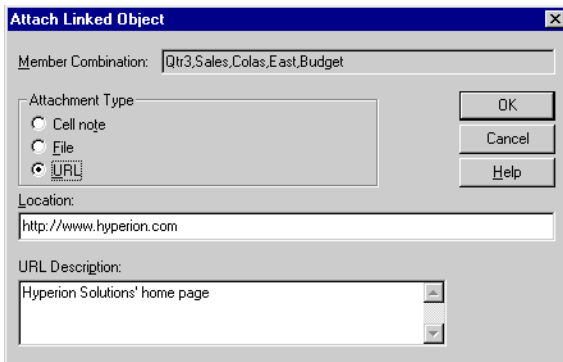 Attach Linked Object
Member Combination: Qtr3,Sales,Colas,East,Budget
Attachment Type
Cell note
File
URL
OK
Cancel
Help
Location:
http://www.hyperion.com
URL Description:
Hyperion Solutions' home page